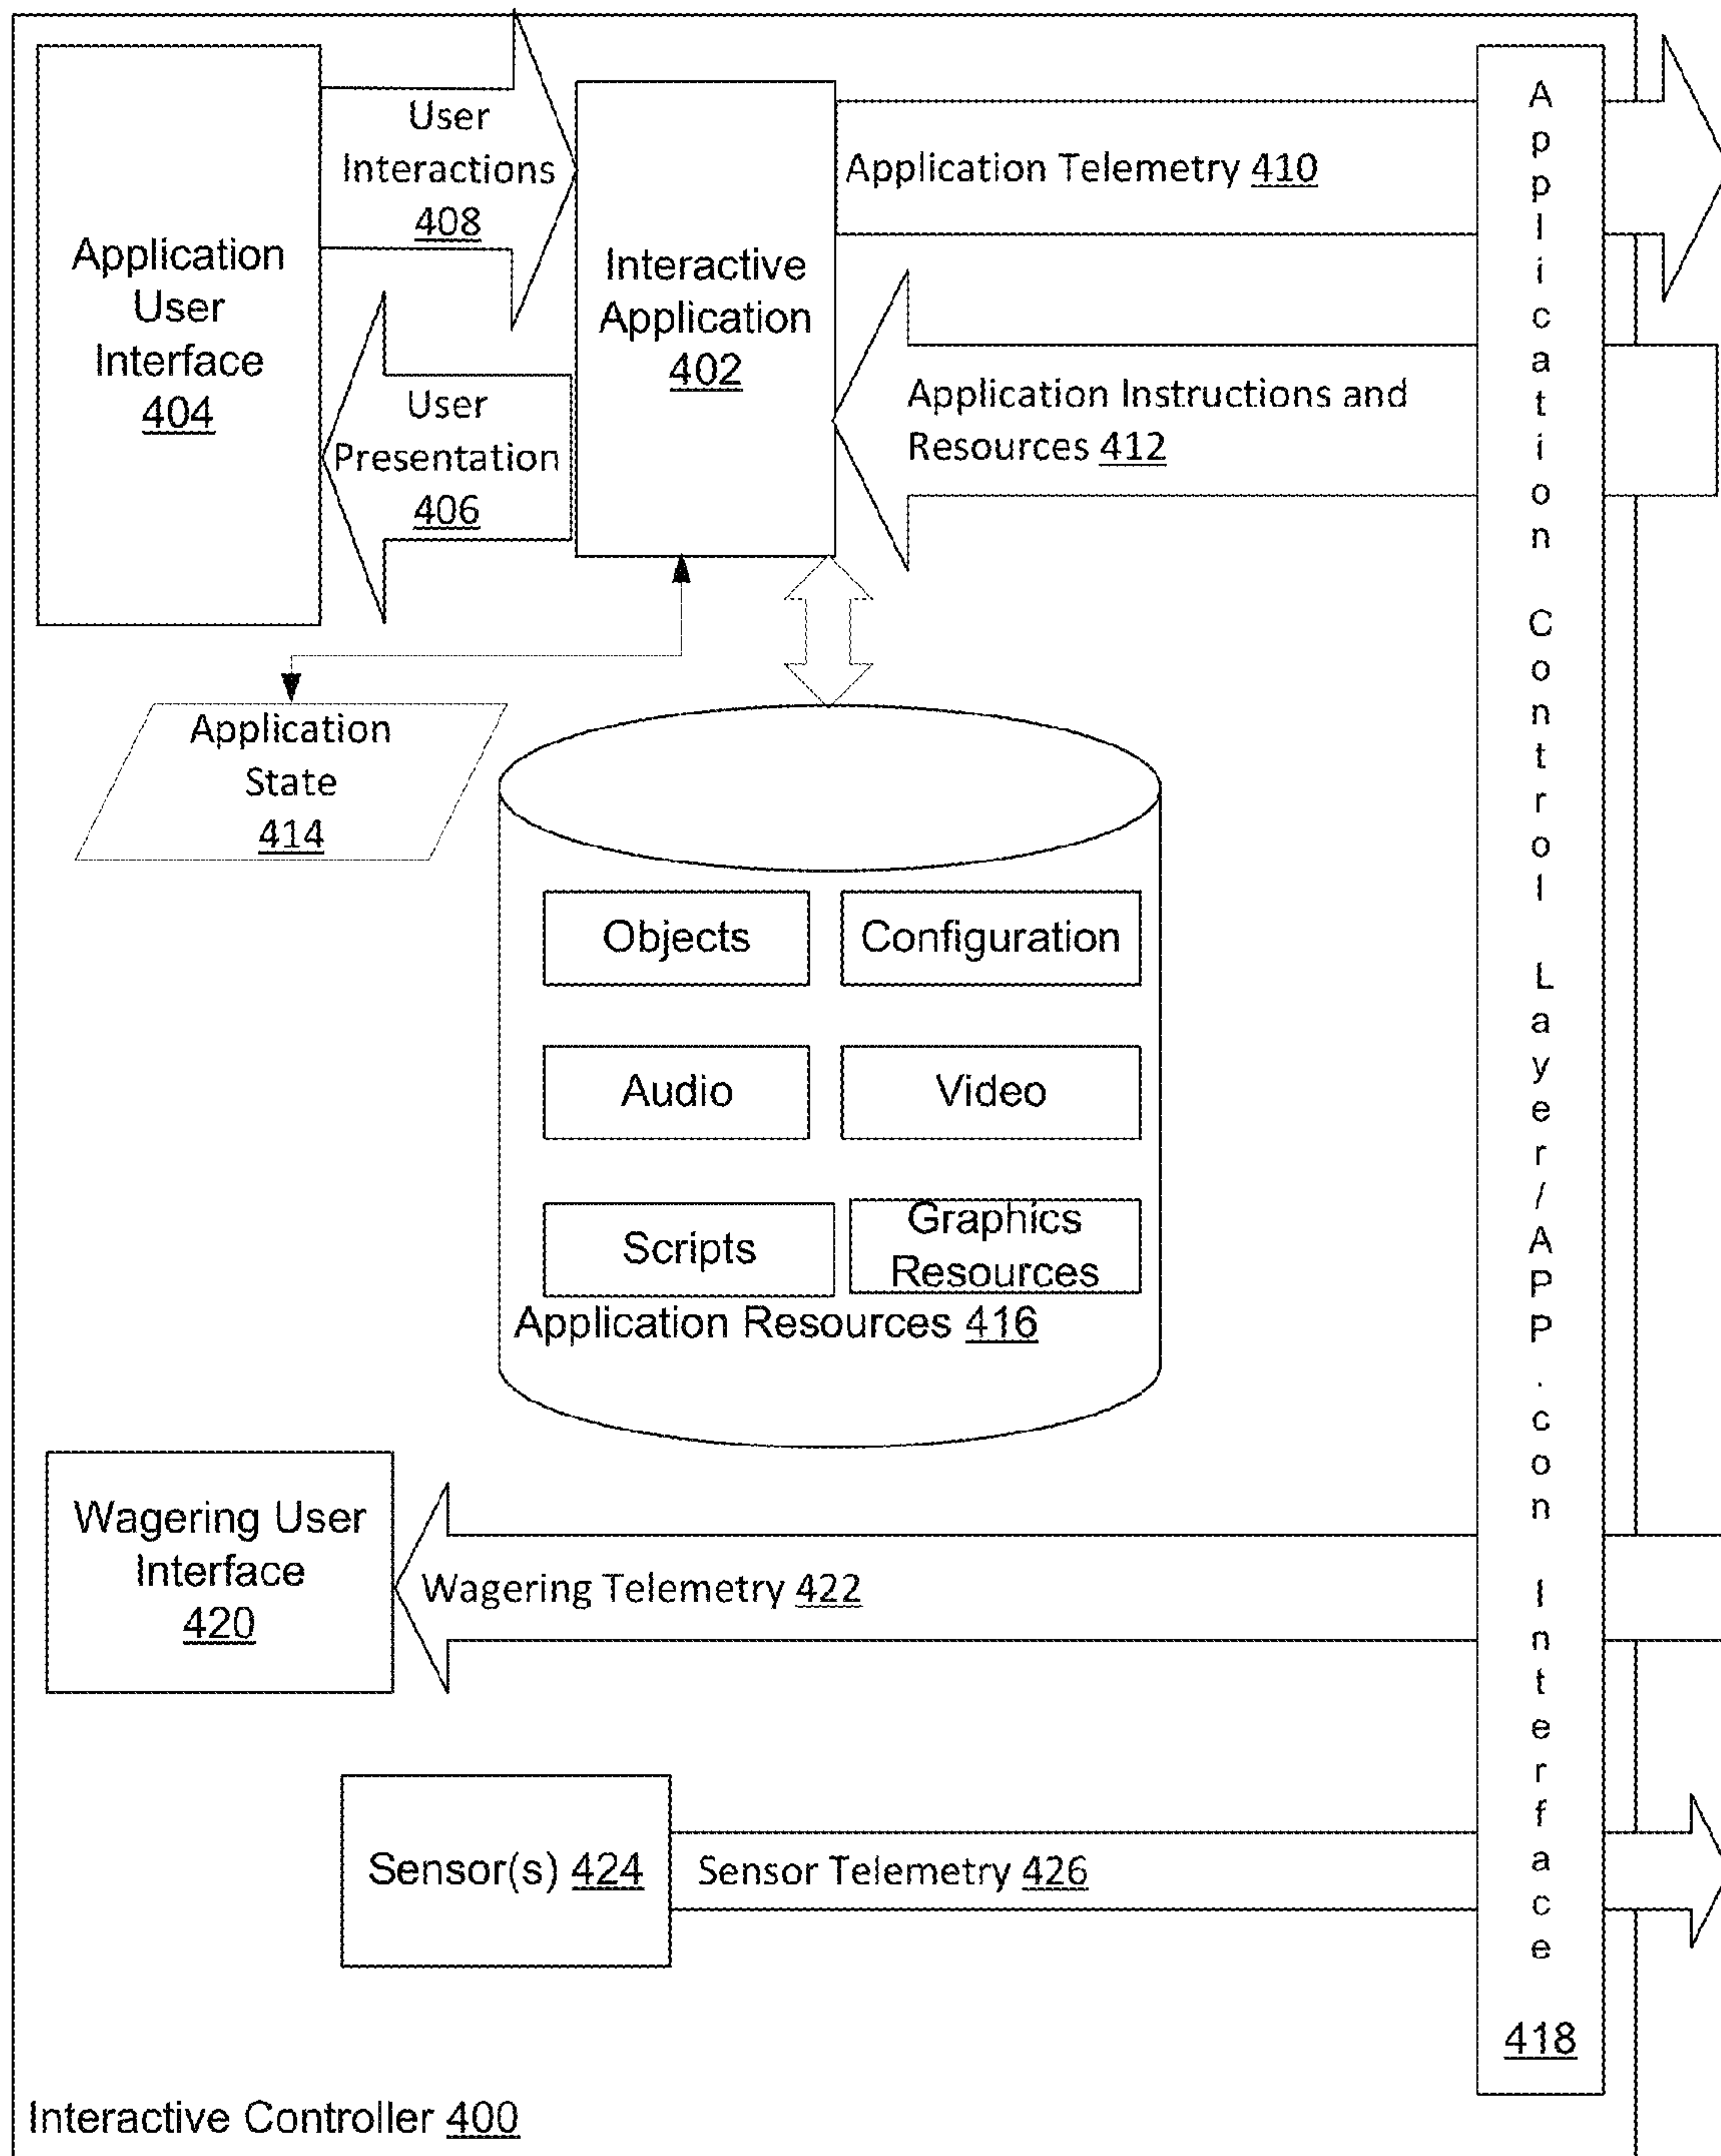 Application
User
Interface
404
User
Interactions
408
User
Presentation
406
Interactive
Application
402
Application Telemetry 410
Application Instructions and
Resources 412
Application
State
414
Objects
Configuration
Audio
Video
Scripts
Graphics
Resources
Application Resources 416
Wagering User
Interface
420
Wagering Telemetry 422
Sensor(s) 424
Sensor Telemetry 426
Application Control Layer/APP.con Interface
418
Interactive Controller 400